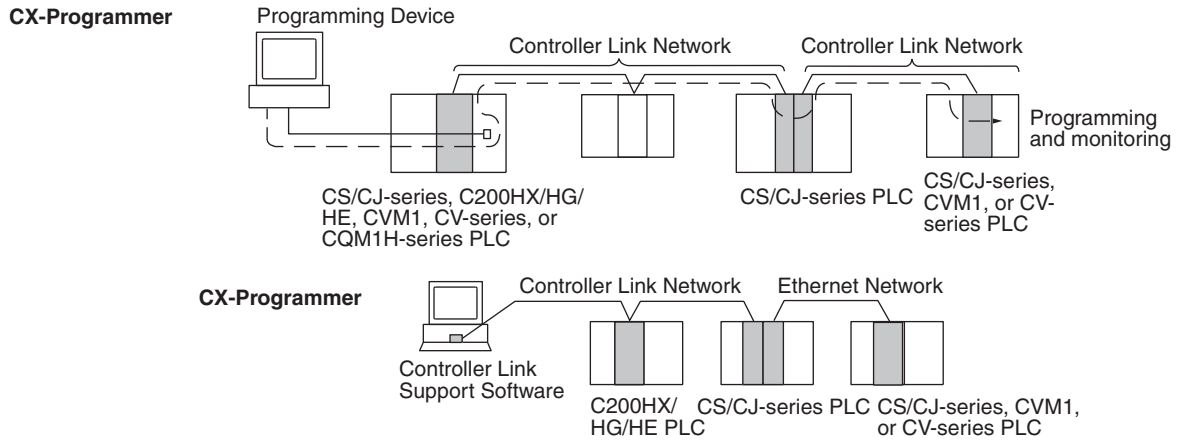 CX-Programmer
Programming Device
Controller Link Network
Controller Link Network
Programming
and monitoring
CS/CJ-series, C200HX/HG/
HE, CVM1, CV-series, or
CQM1H-series PLC
CS/CJ-series PLC
CS/CJ-series,
CVM1, or CV-
series PLC
CX-Programmer
Controller Link Network
Ethernet Network
Controller Link
Support Software
C200HX/
HG/HE PLC
CS/CJ-series PLC
CS/CJ-series, CVM1,
or CV-series PLC